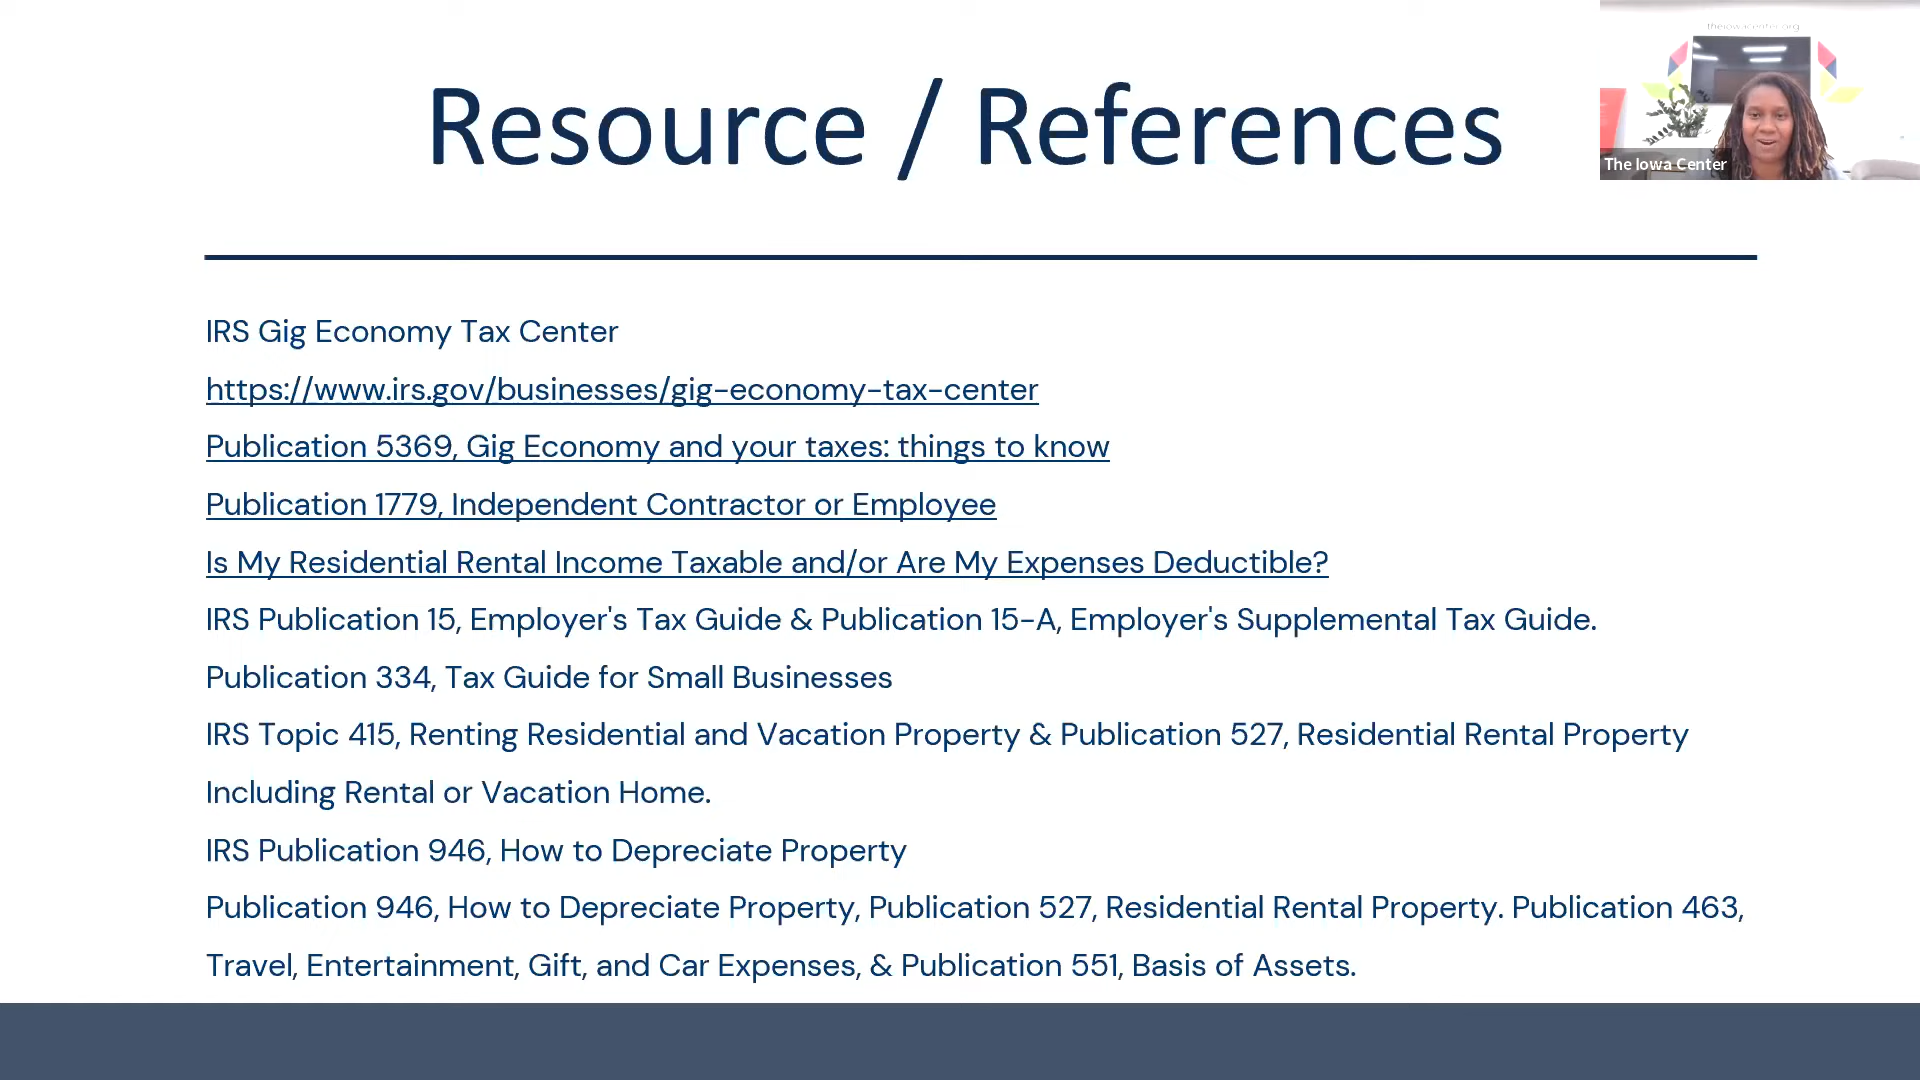 theiowacenter.org
Resource / References
The Iowa Center
IRS Gig Economy Tax Center
https://www.irs.gov/businesses/gig-economy-tax-center
Publication 5369, Gig Economy and your taxes: things to know
Publication 1779, Independent Contractor or Employee
Is My Residential Rental Income Taxable and/or Are My Expenses Deductible?
IRS Publication 15, Employer's Tax Guide & Publication 15-A, Employer's Supplemental Tax Guide.
Publication 334, Tax Guide for Small Businesses
IRS Topic 415, Renting Residential and Vacation Property & Publication 527, Residential Rental Property
Including Rental or Vacation Home.
IRS Publication 946, How to Depreciate Property
Publication 946, How to Depreciate Property, Publication 527, Residential Rental Property. Publication 463,
Travel, Entertainment, Gift, and Car Expenses, & Publication 551, Basis of Assets.